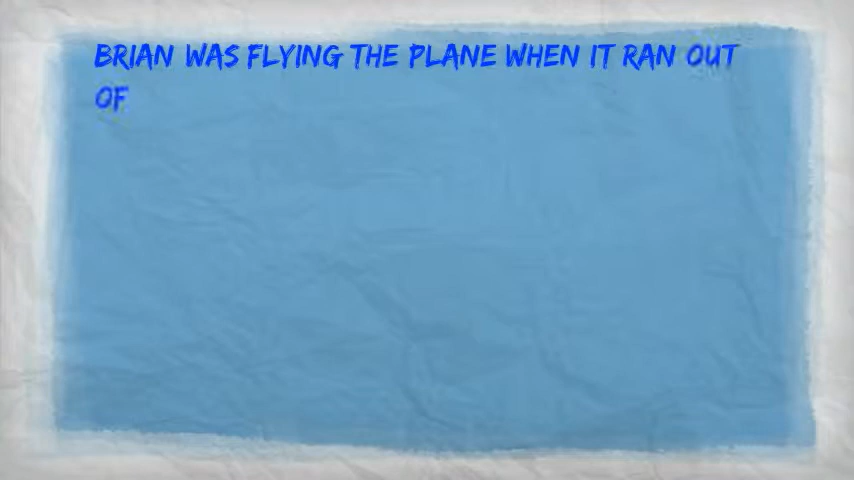 BRIAN WAS FLYING THE PLANE WHEN IT RAN OUT
OF